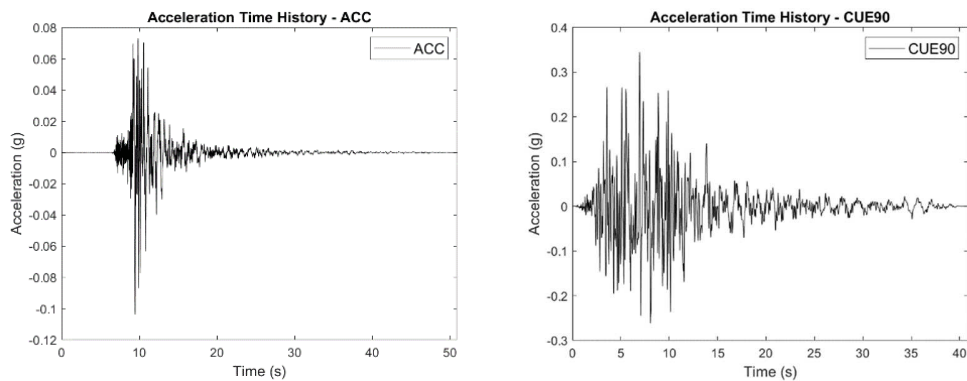 Acceleration Time History - ACC
ACC
Acceleration (g)
0.08
0.06
0.04
0.02
0
-0.02
-0.04
-0.06
-0.08
-0.1
-0.12
0 10 20 30 40 50
Time (s)
Acceleration Time History - CUE90
CUE90
Acceleration (g)
0.4
0.3
0.2
0.1
0
-0.1
-0.2
-0.3
0 5 10 15 20 25 30 35 40
Time (s)